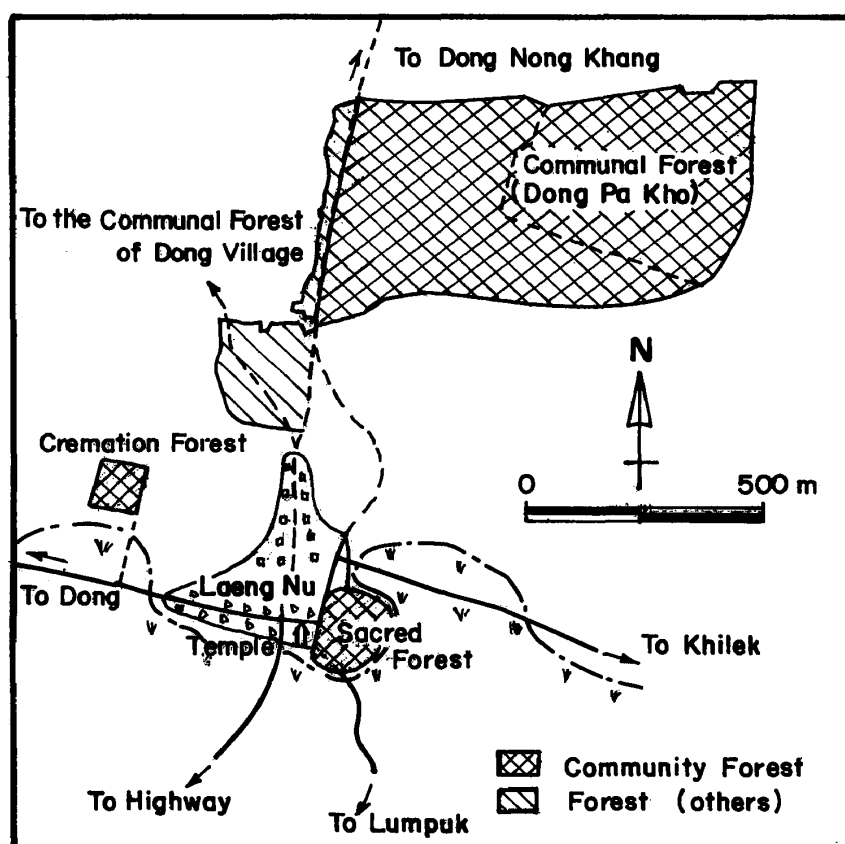 To Dong Nong Khang
Communal Forest
(Dong Pa Kho)
To the Communal Forest
of Dong Village
N
Cremation Forest
0 500 m
Laeng Nu
To Dong
Temple
Sacred
Forest
To Khilek
To Highway
To Lumpuk
Community Forest
Forest (others)